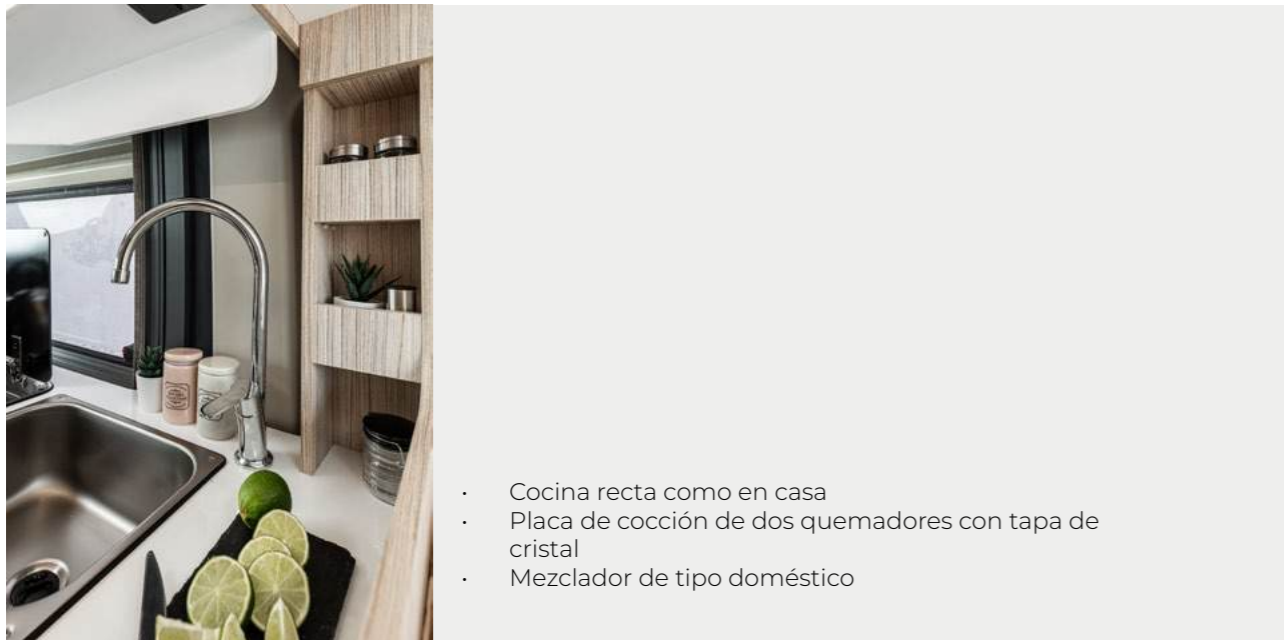 · Cocina recta como en casa
· Placa de cocción de dos quemadores con tapa de
cristal
· Mezclador de tipo doméstico